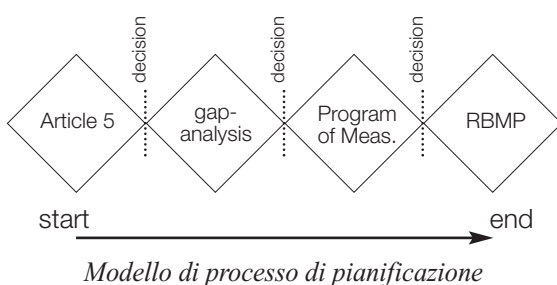 decision
decision
decision
Article 5
gap-
analysis
Program
of Meas.
RBMP
start
end
Modello di processo di pianificazione